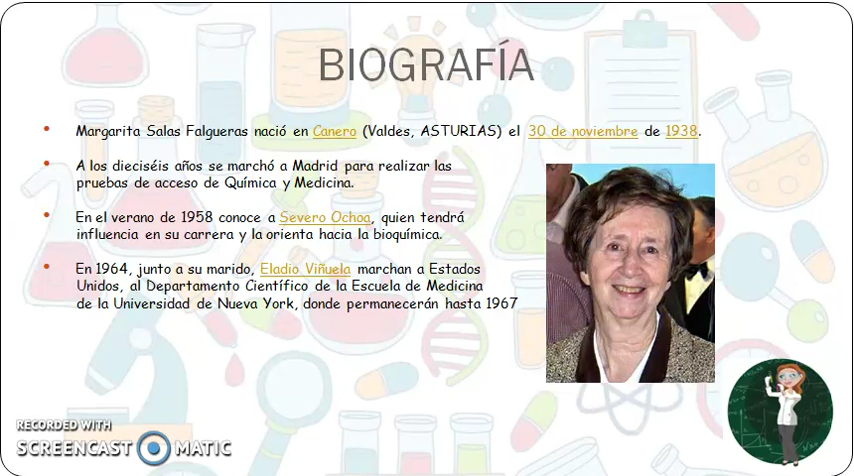 BIOGRAFÍA
• Margarita Salas Falgueras nació en Canero (Valdes, ASTURIAS) el 30 de noviembre de 1938.
• A los dieciséis años se marchó a Madrid para realizar las
pruebas de acceso de Química y Medicina.
• En el verano de 1958 conoce a Severo Ochoa, quien tendrá
influencia en su carrera y la orienta hacia la bioquímica.
• En 1964, junto a su marido, Eladio Viñuela marchan a Estados
Unidos, al Departamento Científico de la Escuela de Medicina
de la Universidad de Nueva York, donde permanecerán hasta 1967
RECORDED WITH
SCREENCAST MATIC